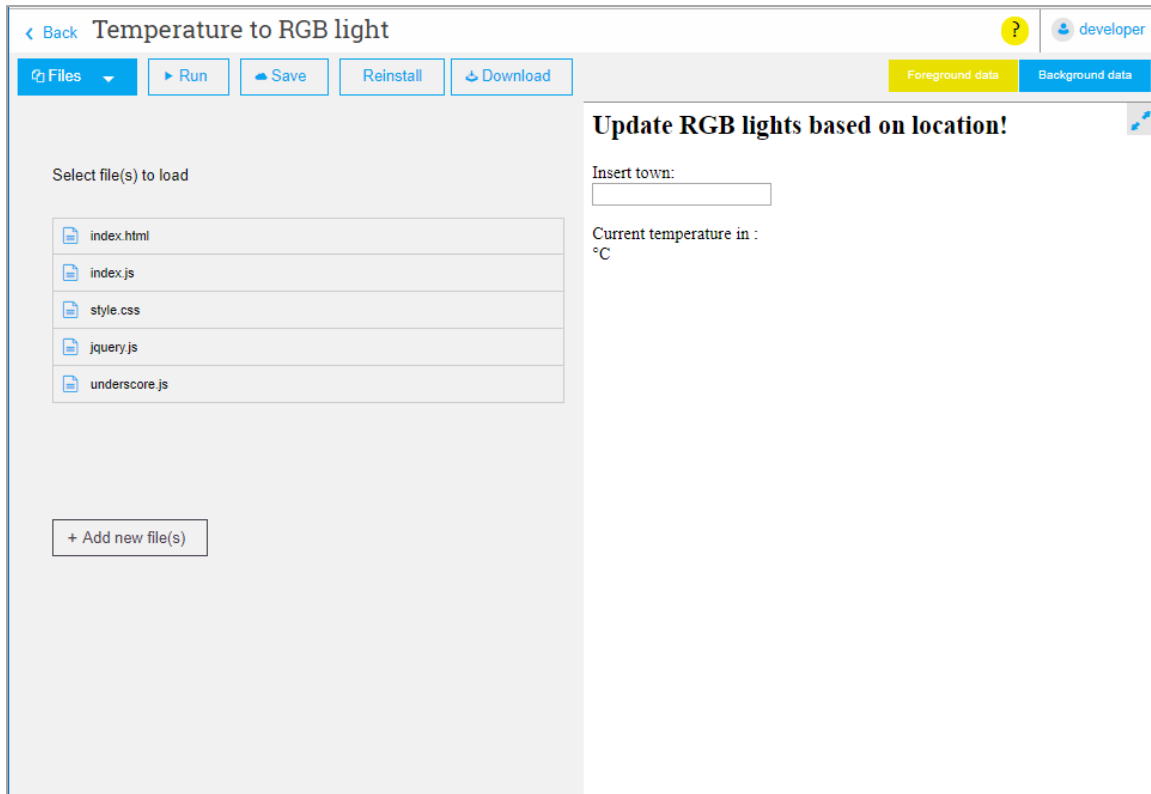 Back Temperature to RGB light ? developer
Files Run Save Reinstall Download Foreground data Background data
Select file(s) to load
index.html
index.js
style.css
jquery.js
underscore.js
+ Add new file(s)
Update RGB lights based on location!
Insert town:
Current temperature in :
°C